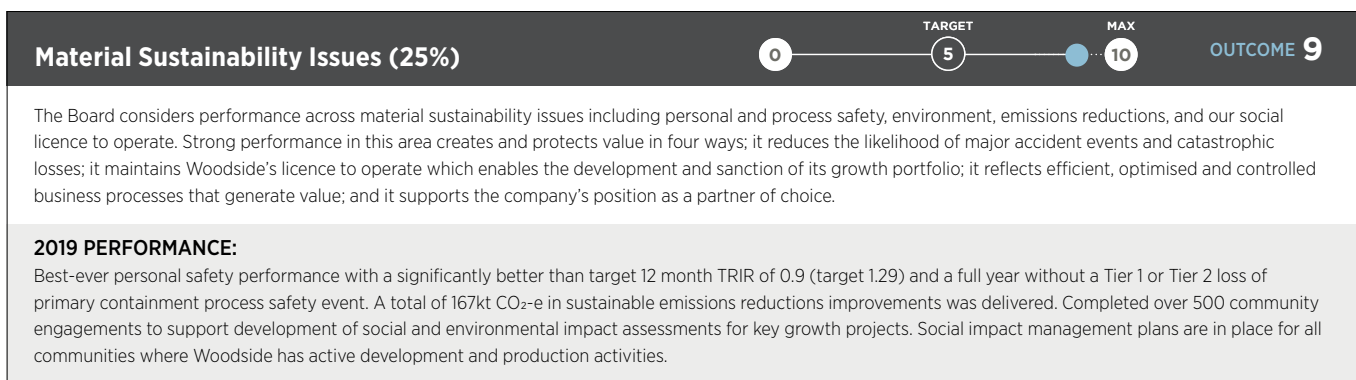 Material Sustainability Issues (25%)
0
TARGET
5
MAX
10
OUTCOME 9
The Board considers performance across material sustainability issues including personal and process safety, environment, emissions reductions, and our social
licence to operate. Strong performance in this area creates and protects value in four ways; it reduces the likelihood of major accident events and catastrophic
losses; it maintains Woodside's licence to operate which enables the development and sanction of its growth portfolio; it reflects efficient, optimised and controlled
business processes that generate value; and it supports the company's position as a partner of choice.
2019 PERFORMANCE:
Best-ever personal safety performance with a significantly better than target 12 month TRIR of 0.9 (target 1.29) and a full year without a Tier 1 or Tier 2 loss of
primary containment process safety event. A total of 167kt CO₂-e in sustainable emissions reductions improvements was delivered. Completed over 500 community
engagements to support development of social and environmental impact assessments for key growth projects. Social impact management plans are in place for all
communities where Woodside has active development and production activities.